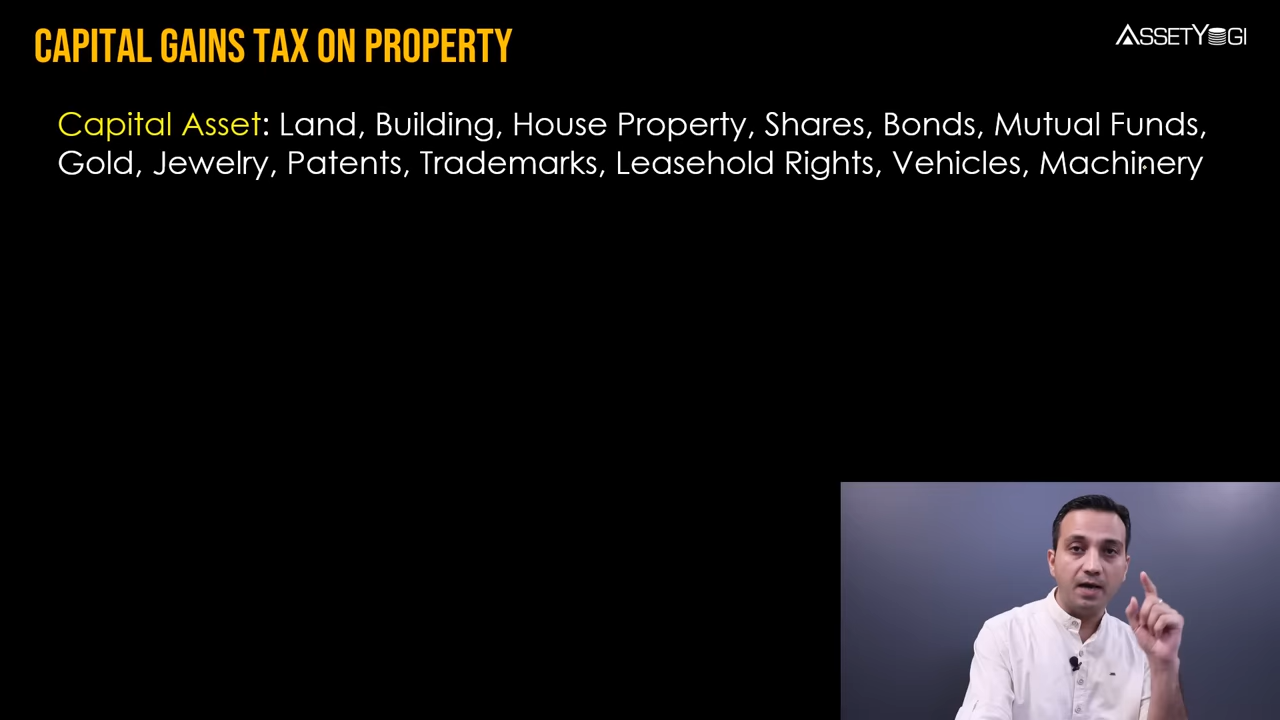 CAPITAL GAINS TAX ON PROPERTY
ASSETYOGI
Capital Asset: Land, Building, House Property, Shares, Bonds, Mutual Funds,
Gold, Jewelry, Patents, Trademarks, Leasehold Rights, Vehicles, Machinery